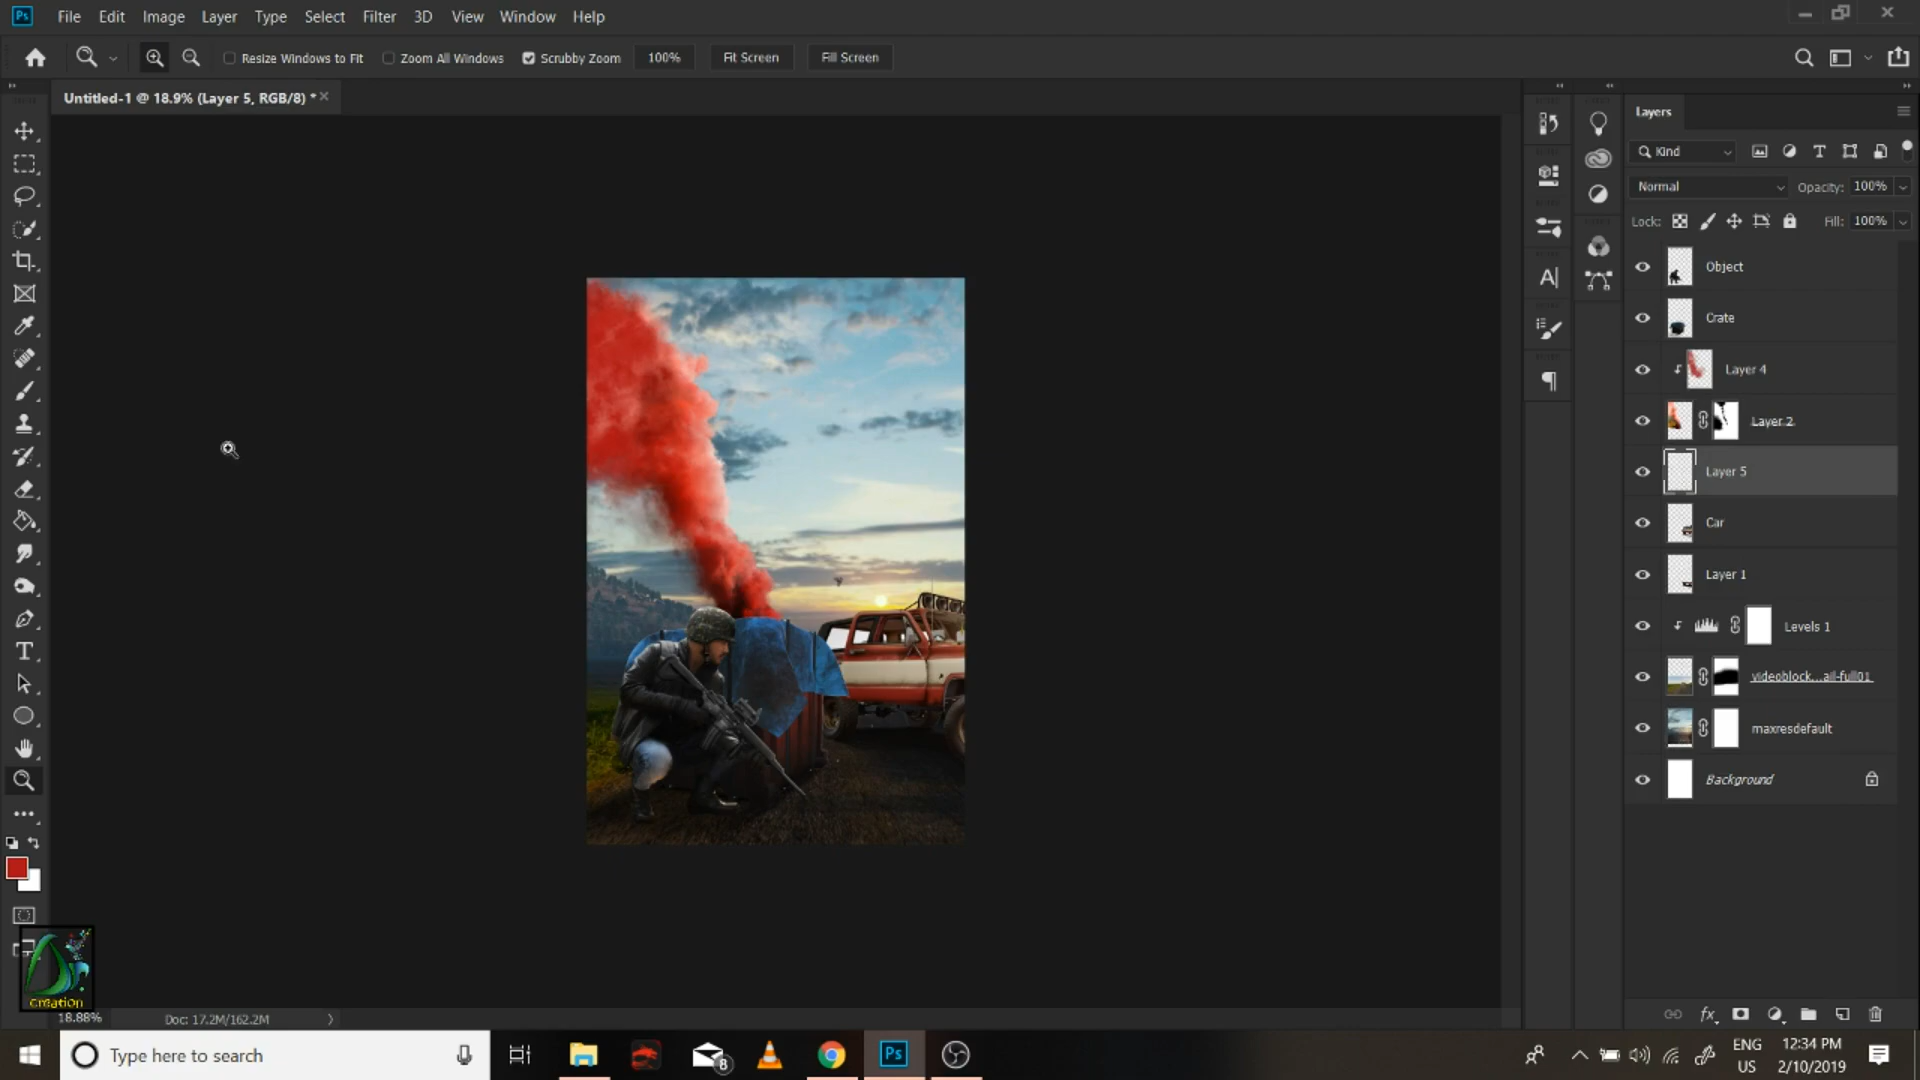 Ps File Edit Image Layer Type Select Filter 3D View Window Help
Resize Windows to Fit Zoom All Windows Scrubby Zoom 100% Fit Screen Fill Screen
Untitled-1 @ 18.9% (Layer 5, RGB/8) *
Layers
Kind
Normal Opacity: 100%
Lock: Fill: 100%
Object
Crate
Layer 4
Layer 2
Layer 5
Car
Layer 1
Levels 1
videoblock...ail-full01
maxresdefault
Background
creation
18.88% Doc: 17.2M/162.2M
Type here to search
8
Ps
ENG
US
12:34 PM
2/10/2019